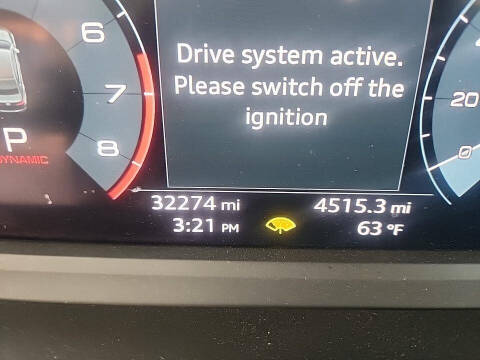 Drive system active.
Please switch off the
ignition
6
7
8
P
DYNAMIC
20
0
32274 mi
4515.3 mi
3:21 PM
63 °F